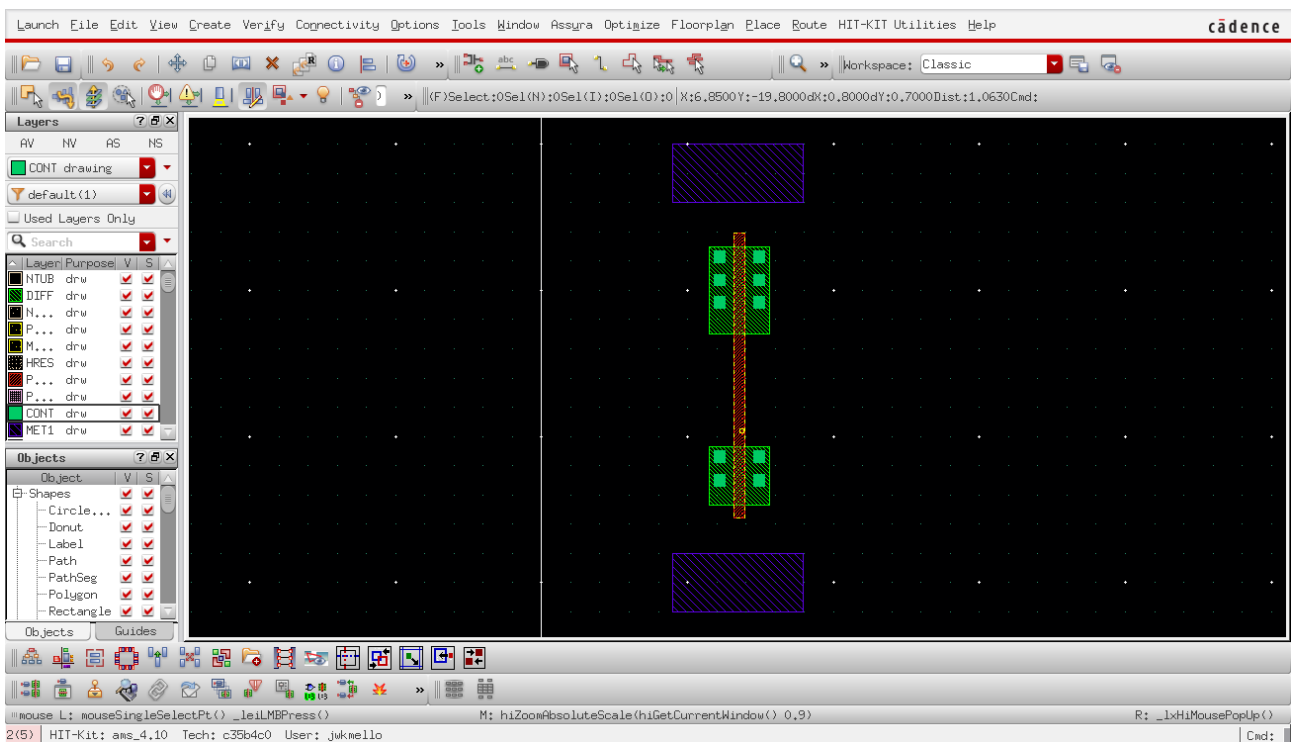 Launch File Edit View Create Verify Connectivity Options Tools Window Assura Optimize Floorplan Place Route HIT-KIT Utilities Help cādence
abc » Workspace: Classic
» (F)Select:0Sel(N):0Sel(I):0Sel(O):0 X:6.8500Y:-19.8000dX:0.8000dY:0.7000Dist:1.0630Cmd:
Layers
AV NV AS NS
CONT drawing
default(1)
Used Layers Only
Search
Layer Purpose V S
NTUB drw
DIFF drw
N... drw
P... drw
M... drw
HRES drw
P... drw
P... drw
CONT drw
MET1 drw
Objects
Object V S
Shapes
Circle...
Donut
Label
Path
PathSeg
Polygon
Rectangle
Objects Guides
mouse L: mouseSingleSelectPt() _leiLMBPress() M: hiZoomAbsoluteScale(hiGetCurrentWindow() 0.9) R: _lxHiMousePopUp()
2(5) HIT-Kit: ams_4.10 Tech: c35b4c0 User: jwkmello Cmd: